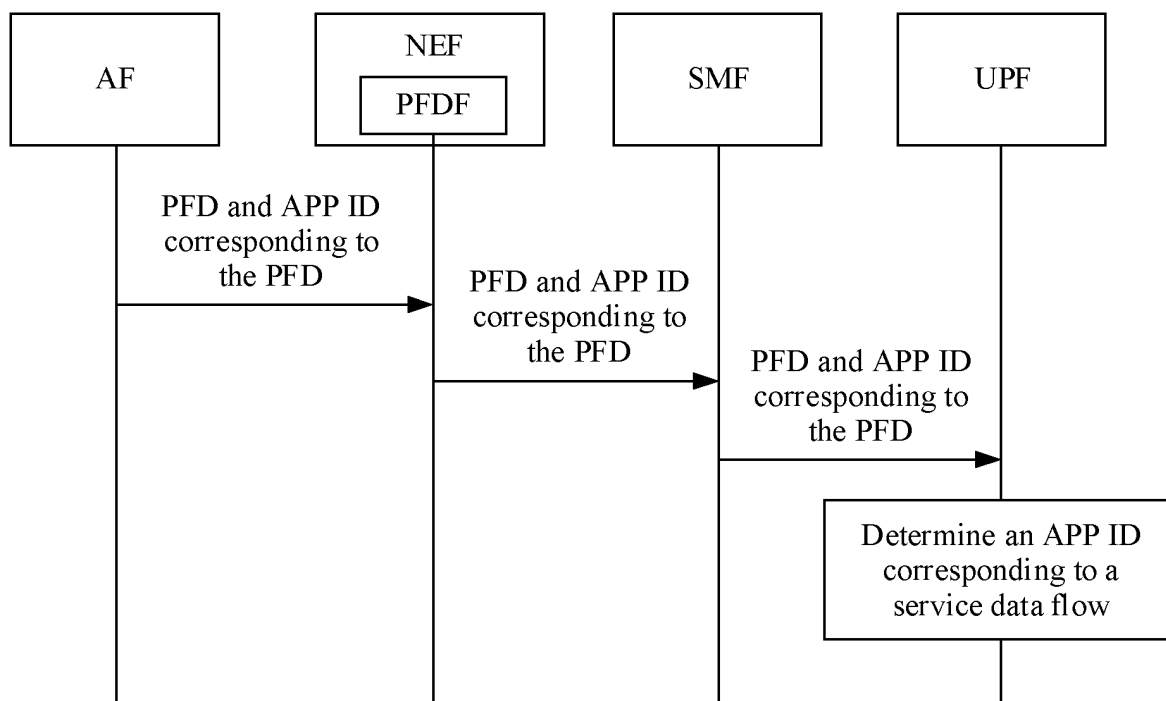 AF
NEF
PFDF
SMF
UPF
PFD and APP ID
corresponding to
the PFD
PFD and APP ID
corresponding to
the PFD
PFD and APP ID
corresponding to
the PFD
Determine an APP ID
corresponding to a
service data flow